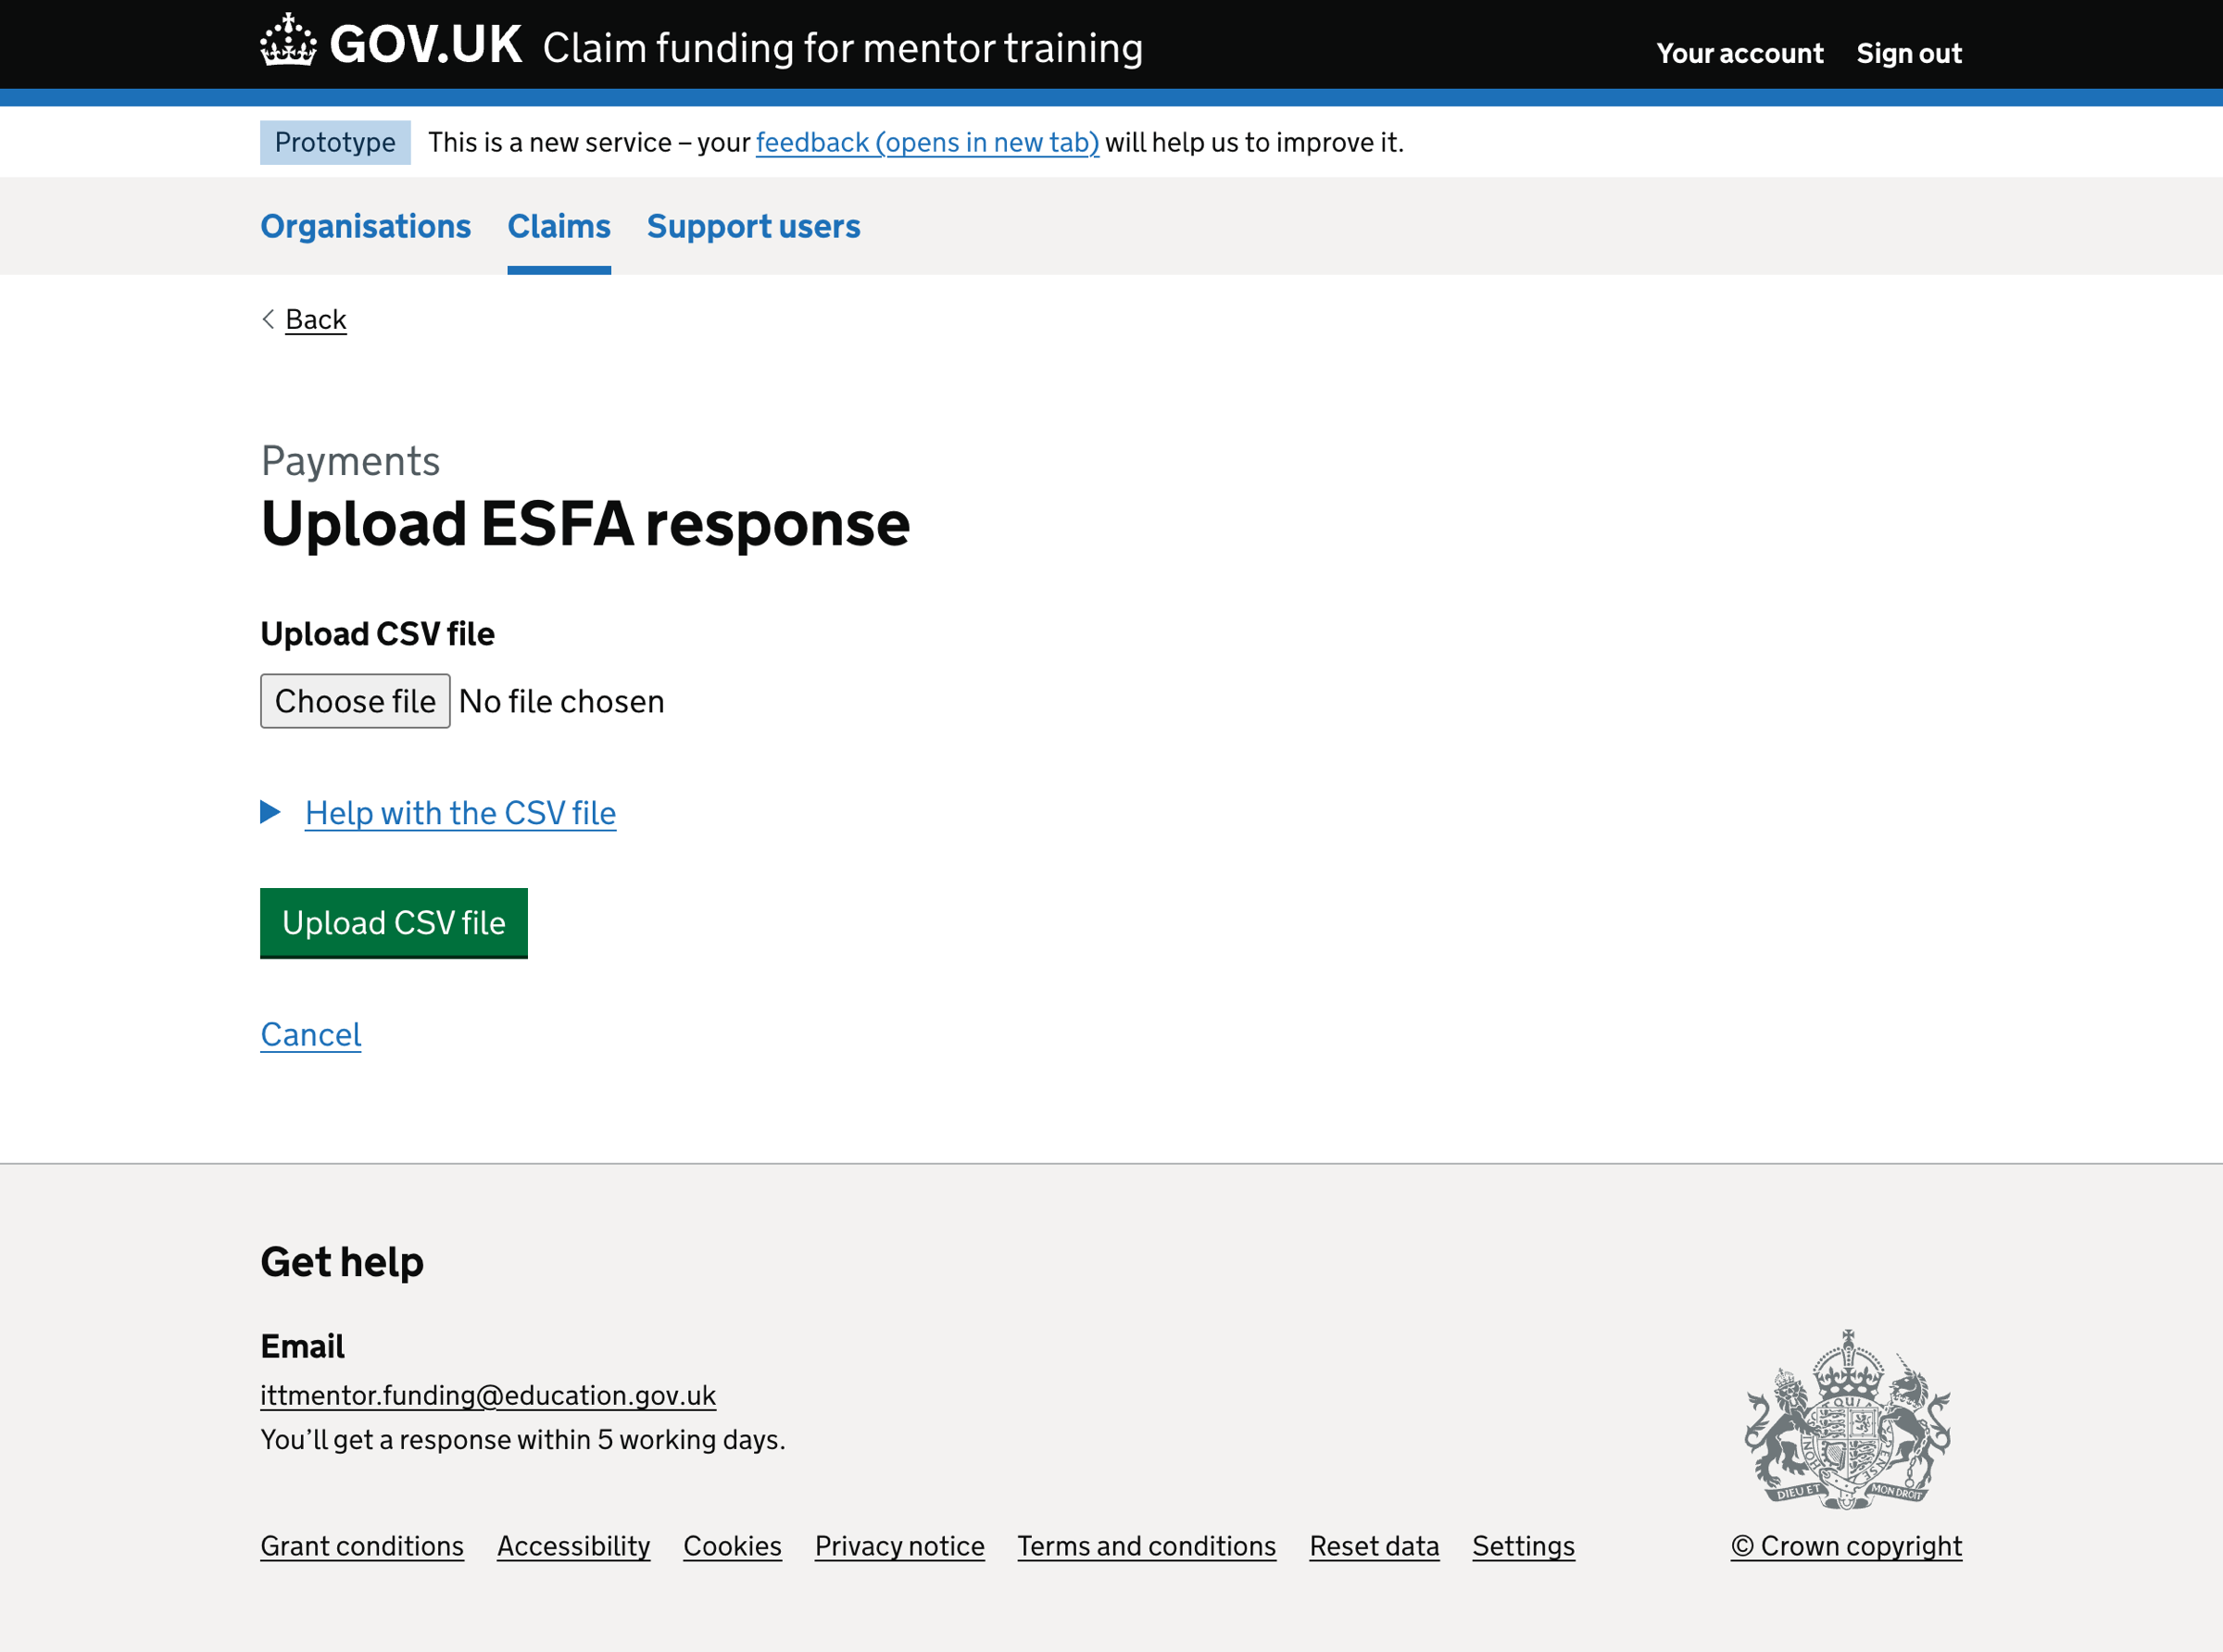 GOV.UK Claim funding for mentor training
Your account Sign out
Prototype This is a new service – your feedback (opens in new tab) will help us to improve it.
Organisations Claims Support users
Back
Payments
Upload ESFA response
Upload CSV file
Choose file No file chosen
Help with the CSV file
Upload CSV file
Cancel
Get help
Email
ittmentor.funding@education.gov.uk
You’ll get a response within 5 working days.
DIEU ET MON DROIT
Grant conditions Accessibility Cookies Privacy notice Terms and conditions Reset data Settings
© Crown copyright